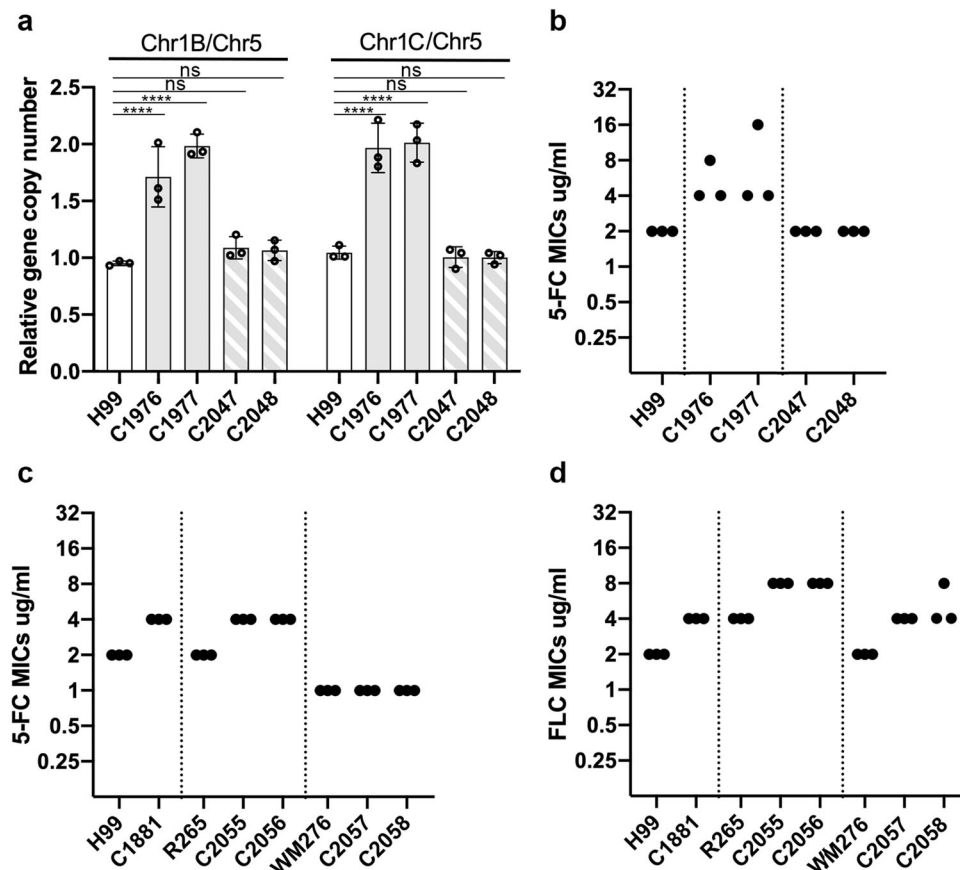 a
Chr1B/Chr5 Chr1C/Chr5
ns ns
ns ns
**** ****
**** ****
Relative gene copy number
2.5
2.0
1.5
1.0
0.5
0.0
H99 C1976 C1977 C2047 C2048 H99 C1976 C1977 C2047 C2048
b
5-FC MICs ug/ml
32
16
8
4
2
1
0.5
0.25
H99 C1976 C1977 C2047 C2048
c
5-FC MICs ug/ml
32
16
8
4
2
1
0.5
0.25
H99 C1881 R265 C2055 C2056 WM276 C2057 C2058
d
FLC MICs ug/ml
32
16
8
4
2
1
0.5
0.25
H99 C1881 R265 C2055 C2056 WM276 C2057 C2058